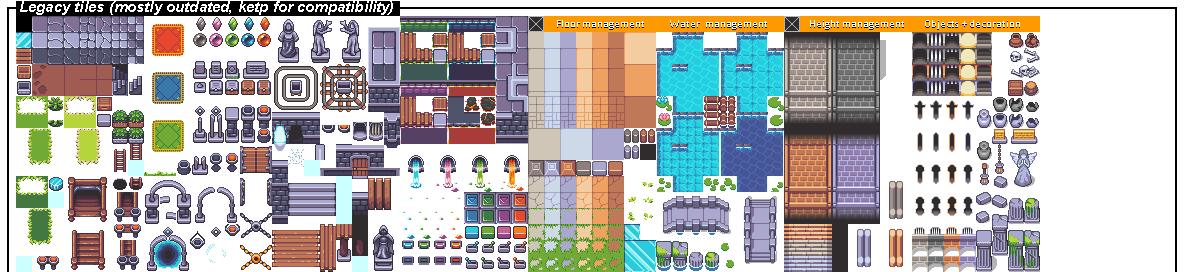 Legacy tiles (mostly outdated, ketp for compatibility)
Floor management
Water management
Height management
Objects + decoration